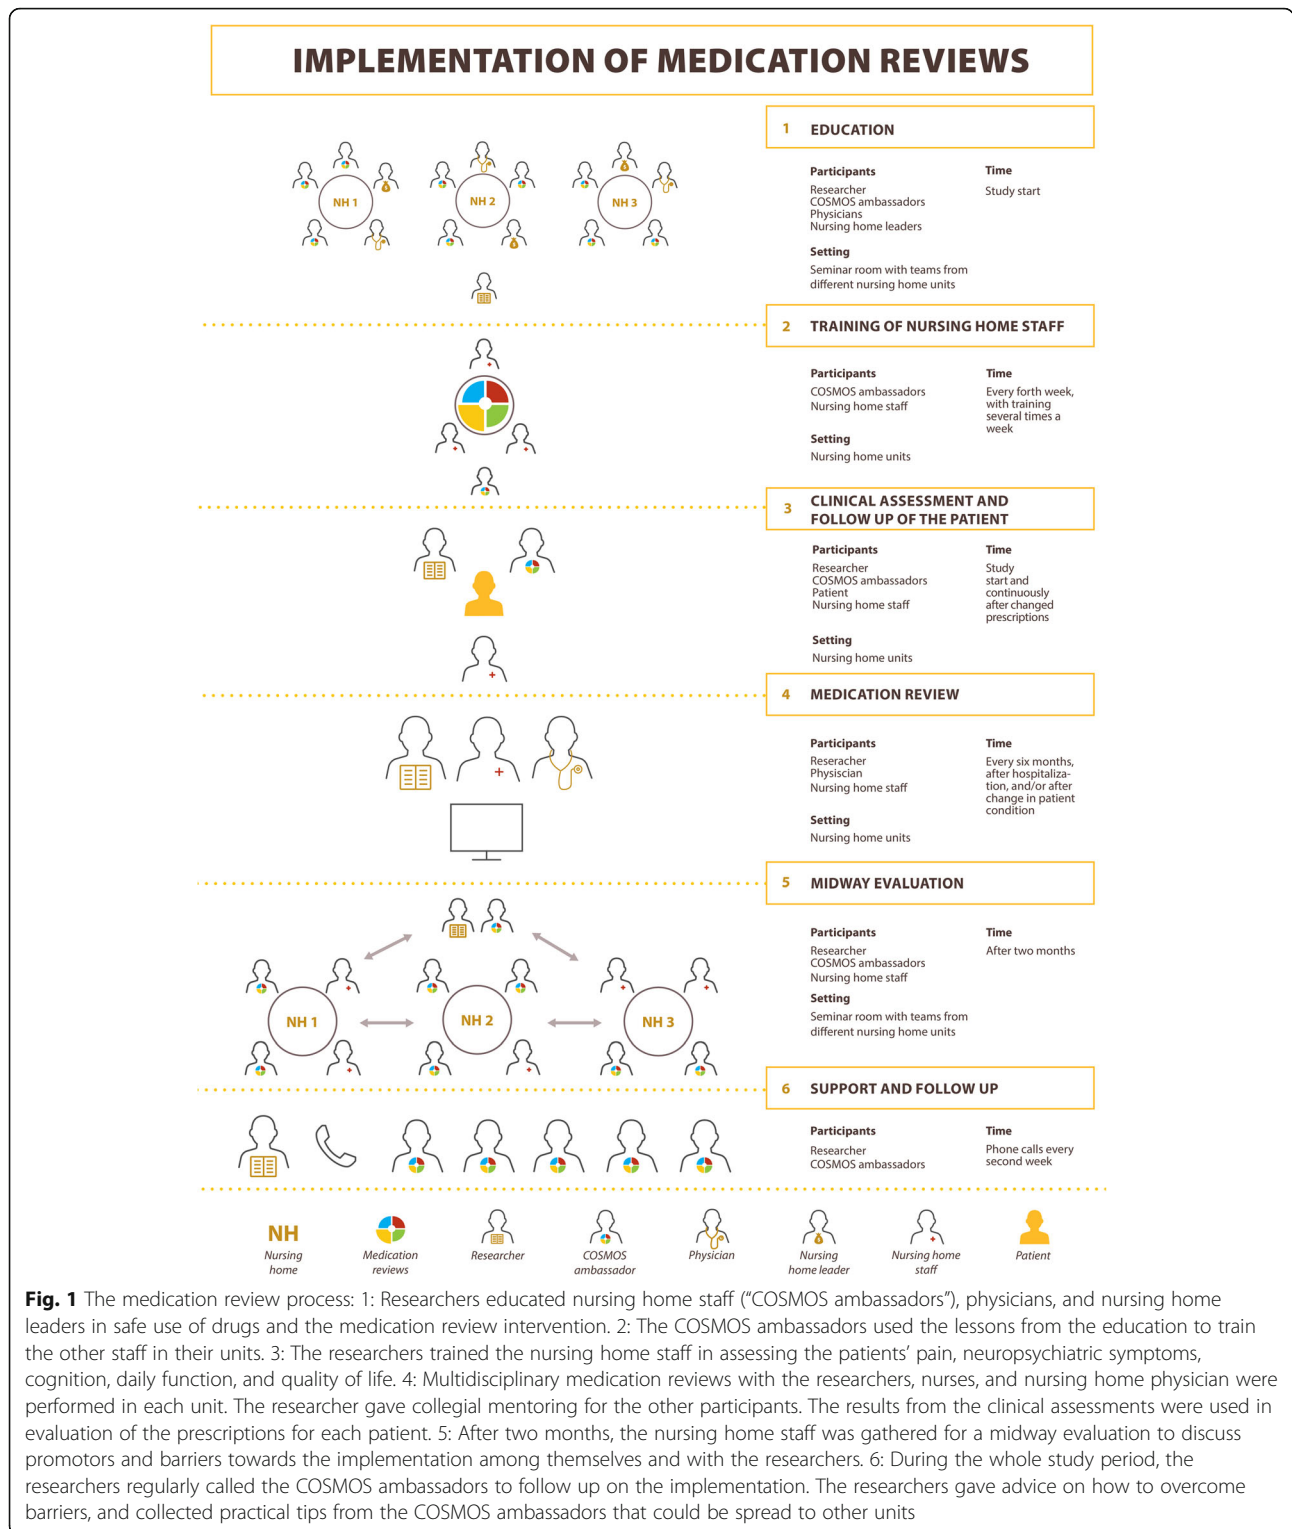 IMPLEMENTATION OF MEDICATION REVIEWS
1 EDUCATION
Participants
Researcher
COSMOS ambassadors
Physicians
Nursing home leaders
Time
Study start
Setting
Seminar room with teams from
different nursing home units
NH 1
NH 2
NH 3
2 TRAINING OF NURSING HOME STAFF
Participants
COSMOS ambassadors
Nursing home staff
Time
Every forth week,
with training
several times a
week
Setting
Nursing home units
3 CLINICAL ASSESSMENT AND
FOLLOW UP OF THE PATIENT
Participants
Researcher
COSMOS ambassadors
Patient
Nursing home staff
Time
Study
start and
continuously
after changed
prescriptions
Setting
Nursing home units
4 MEDICATION REVIEW
Participants
Reseracher
Physiscian
Nursing home staff
Time
Every six months,
after hospitaliza-
tion, and/or after
change in patient
condition
Setting
Nursing home units
5 MIDWAY EVALUATION
Participants
Researcher
COSMOS ambassadors
Nursing home staff
Time
After two months
Setting
Seminar room with teams from
different nursing home units
NH 1
NH 2
NH 3
6 SUPPORT AND FOLLOW UP
Participants
Researcher
COSMOS ambassadors
Time
Phone calls every
second week
NH
Nursing
home
Medication
reviews
Researcher
COSMOS
ambassador
Physician
Nursing
home leader
Nursing home
staff
Patient
Fig. 1 The medication review process: 1: Researchers educated nursing home staff (“COSMOS ambassadors”), physicians, and nursing home
leaders in safe use of drugs and the medication review intervention. 2: The COSMOS ambassadors used the lessons from the education to train
the other staff in their units. 3: The researchers trained the nursing home staff in assessing the patients’ pain, neuropsychiatric symptoms,
cognition, daily function, and quality of life. 4: Multidisciplinary medication reviews with the researchers, nurses, and nursing home physician were
performed in each unit. The researcher gave collegial mentoring for the other participants. The results from the clinical assessments were used in
evaluation of the prescriptions for each patient. 5: After two months, the nursing home staff was gathered for a midway evaluation to discuss
promotors and barriers towards the implementation among themselves and with the researchers. 6: During the whole study period, the
researchers regularly called the COSMOS ambassadors to follow up on the implementation. The researchers gave advice on how to overcome
barriers, and collected practical tips from the COSMOS ambassadors that could be spread to other units